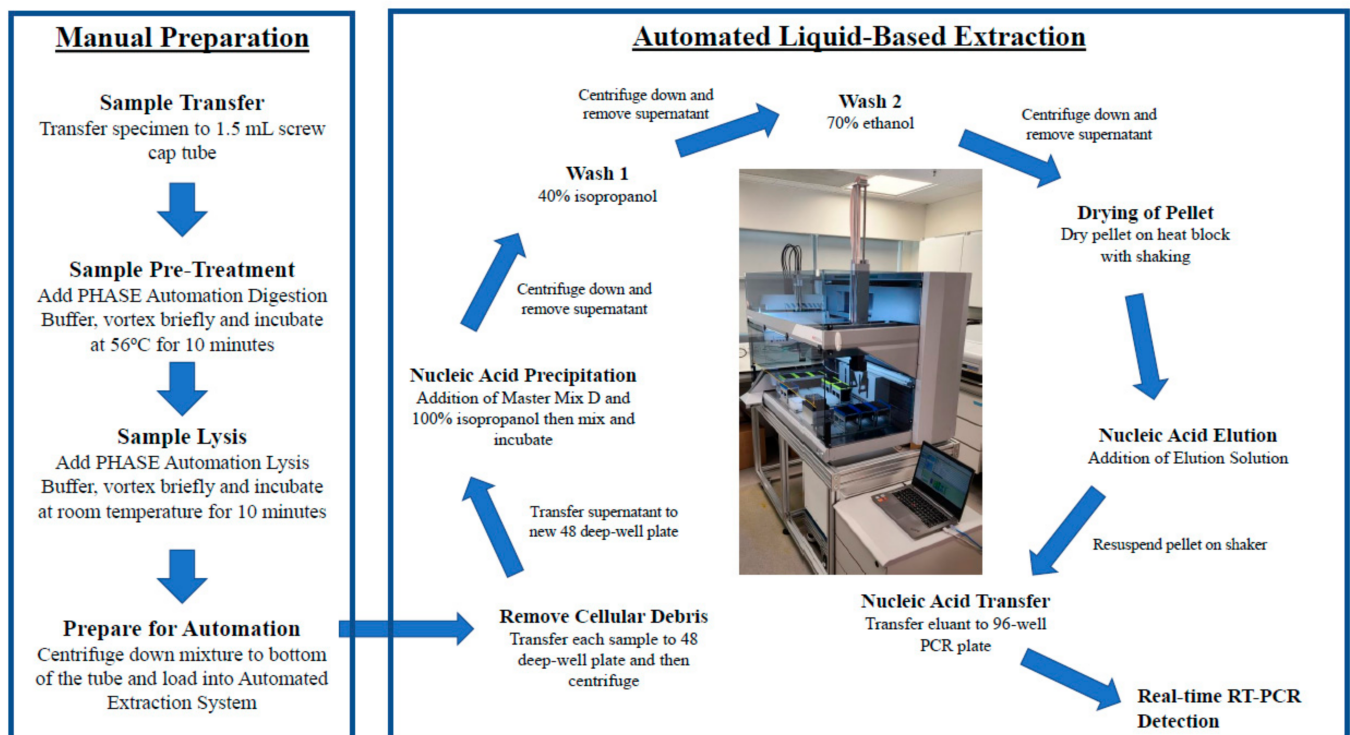 Manual Preparation
Sample Transfer
Transfer specimen to 1.5 mL screw
cap tube
Sample Pre-Treatment
Add PHASE Automation Digestion
Buffer, vortex briefly and incubate
at 56ºC for 10 minutes
Sample Lysis
Add PHASE Automation Lysis
Buffer, vortex briefly and incubate
at room temperature for 10 minutes
Prepare for Automation
Centrifuge down mixture to bottom
of the tube and load into Automated
Extraction System
Automated Liquid-Based Extraction
Remove Cellular Debris
Transfer each sample to 48
deep-well plate and then
centrifuge
Transfer supernatant to
new 48 deep-well plate
Nucleic Acid Precipitation
Addition of Master Mix D and
100% isopropanol then mix and
incubate
Centrifuge down and
remove supernatant
Wash 1
40% isopropanol
Centrifuge down and
remove supernatant
Wash 2
70% ethanol
Centrifuge down and
remove supernatant
Drying of Pellet
Dry pellet on heat block
with shaking
Nucleic Acid Elution
Addition of Elution Solution
Resuspend pellet on shaker
Nucleic Acid Transfer
Transfer eluant to 96-well
PCR plate
Real-time RT-PCR
Detection